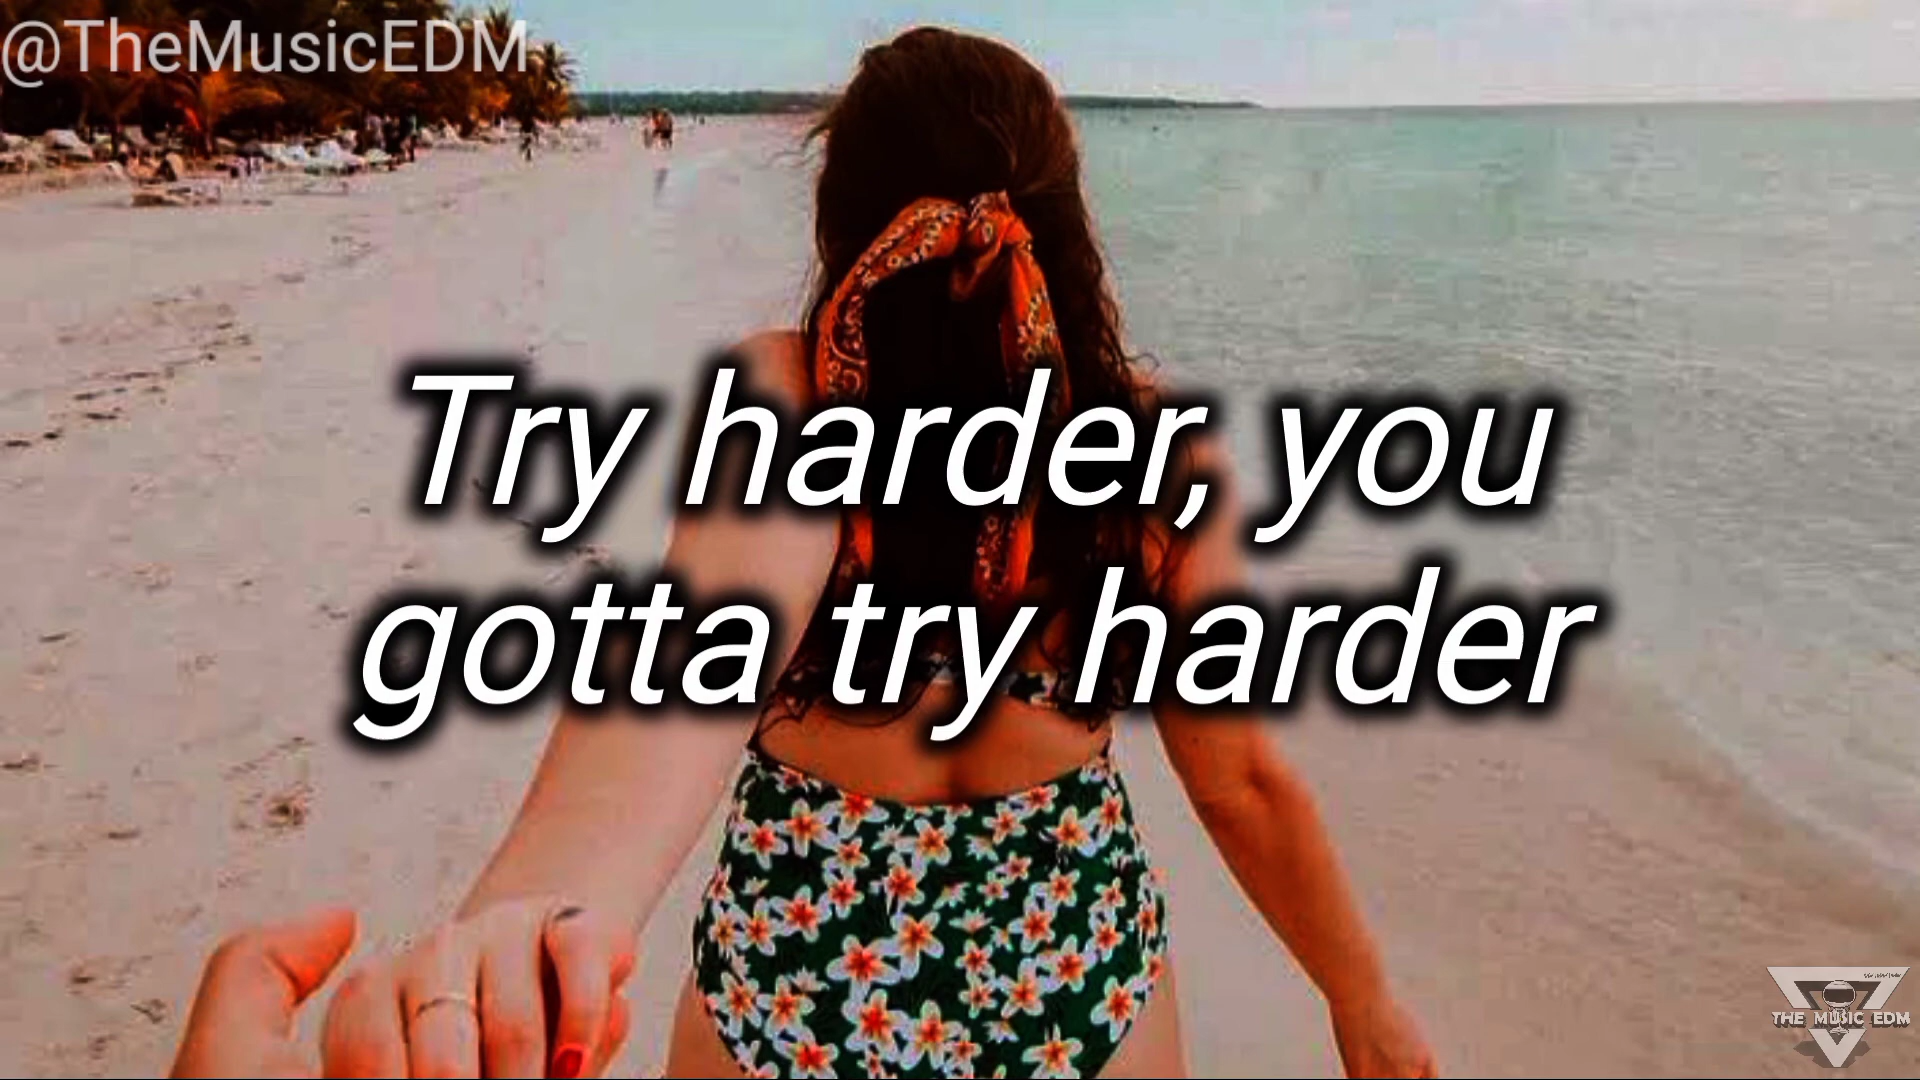 @TheMusicEDM
Try harder, you
gotta try harder
THE MUSIC EDM